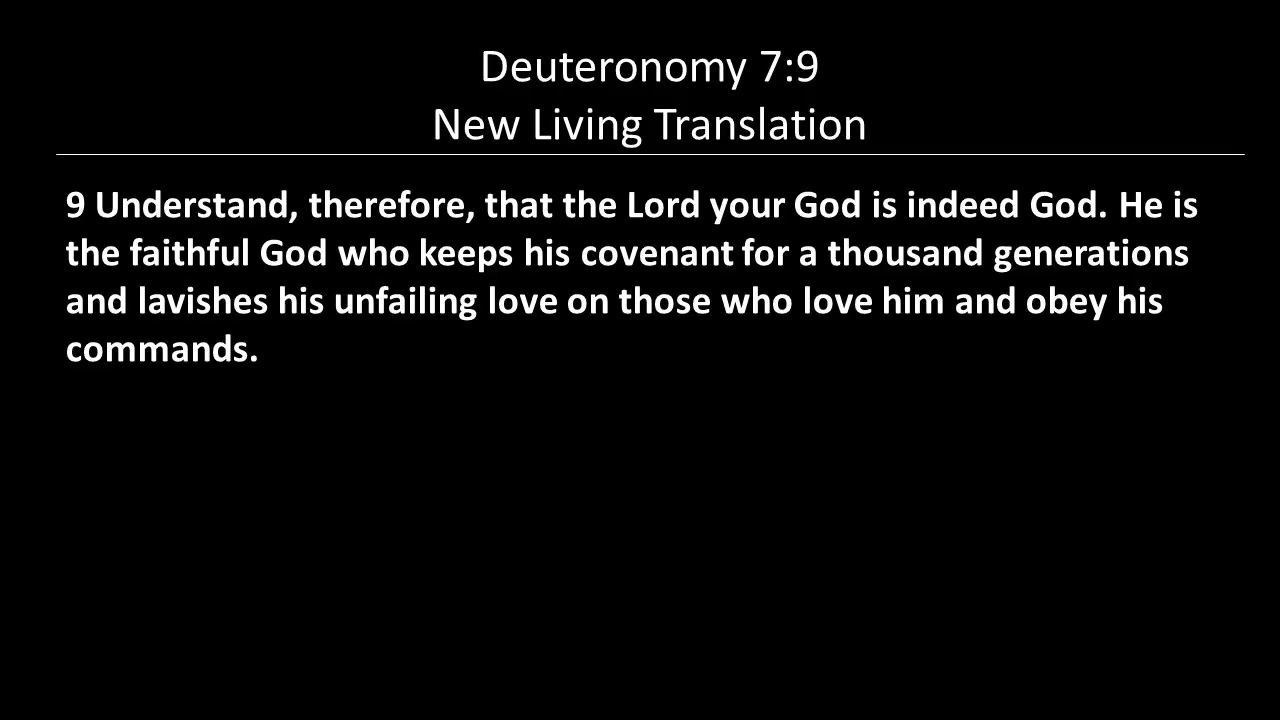 Deuteronomy 7:9
New Living Translation
9 Understand, therefore, that the Lord your God is indeed God. He is
the faithful God who keeps his covenant for a thousand generations
and lavishes his unfailing love on those who love him and obey his
commands.